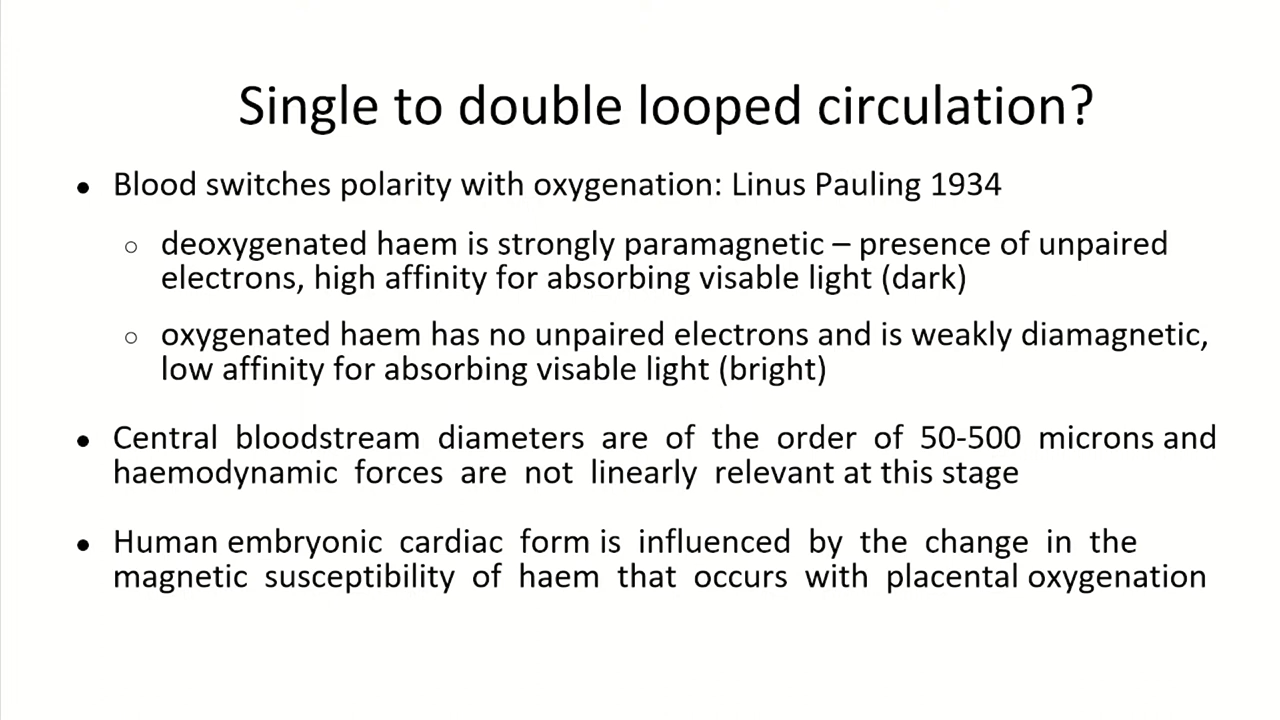 Single to double looped circulation?
● Blood switches polarity with oxygenation: Linus Pauling 1934
○ deoxygenated haem is strongly paramagnetic – presence of unpaired
electrons, high affinity for absorbing visable light (dark)
○ oxygenated haem has no unpaired electrons and is weakly diamagnetic,
low affinity for absorbing visable light (bright)
● Central bloodstream diameters are of the order of 50-500 microns and
haemodynamic forces are not linearly relevant at this stage
● Human embryonic cardiac form is influenced by the change in the
magnetic susceptibility of haem that occurs with placental oxygenation